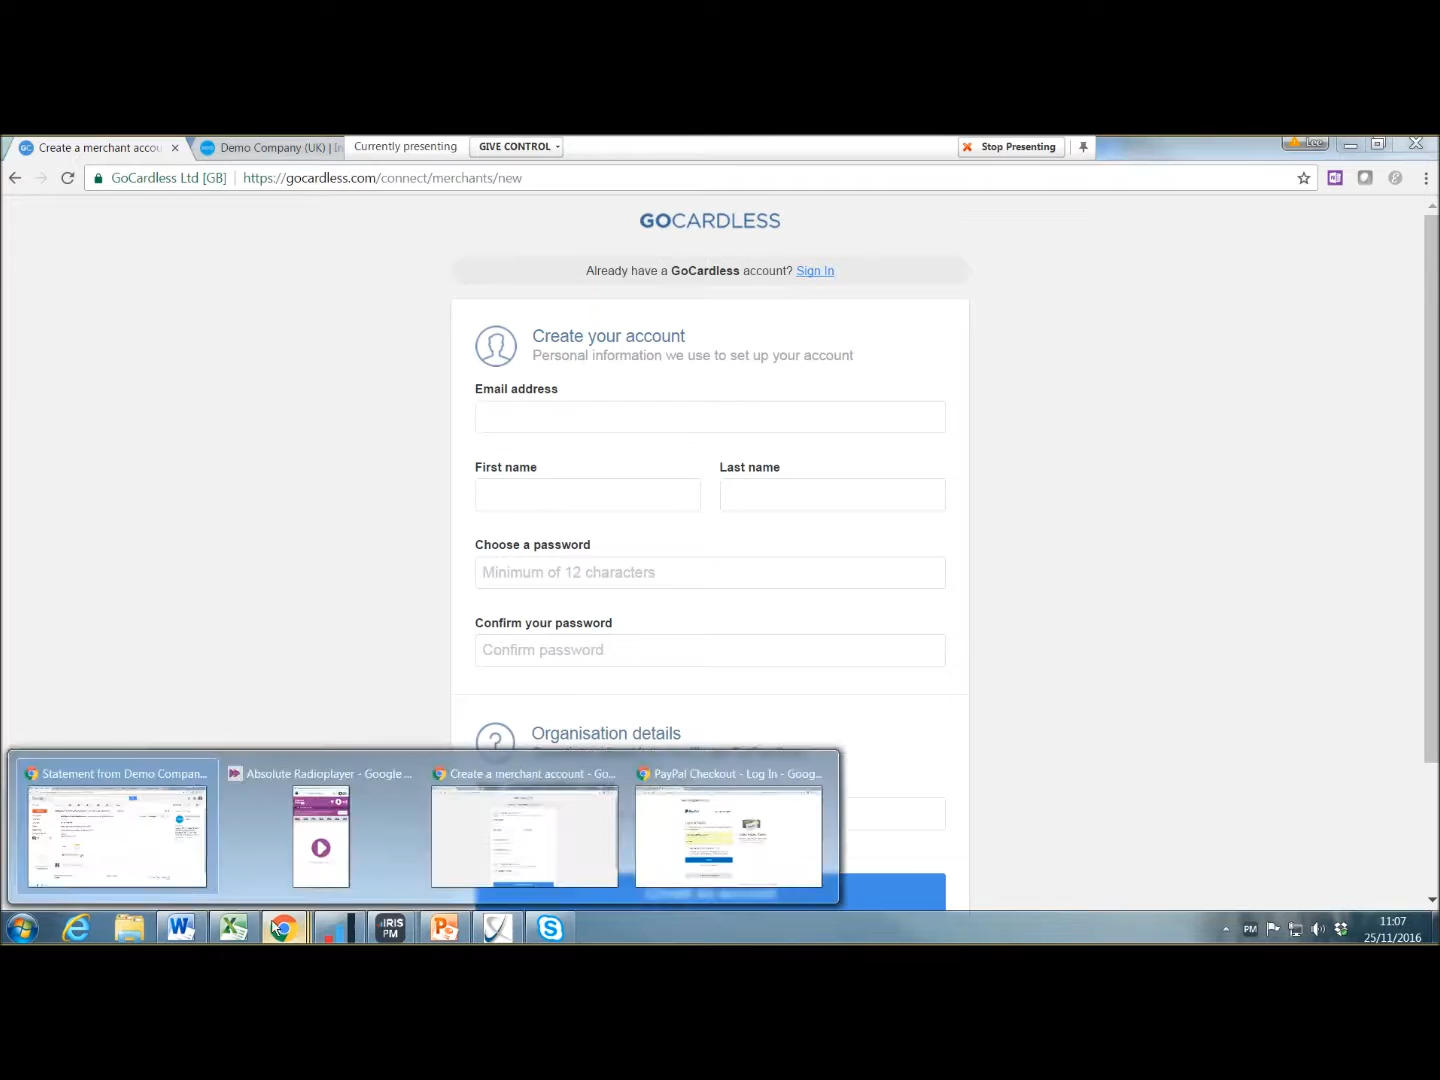 Create a merchant accou
Demo Company (UK) | In
Currently presenting
GIVE CONTROL
Stop Presenting
Lee
GoCardless Ltd [GB]
https://gocardless.com/connect/merchants/new
GOCARDLESS
Already have a GoCardless account? Sign In
Create your account
Personal information we use to set up your account
Email address
First name
Last name
Choose a password
Minimum of 12 characters
Confirm your password
Confirm password
Organisation details
Statement from Demo Compan...
Absolute Radioplayer - Google ...
Create a merchant account - Go...
PayPal Checkout - Log In - Goog...
IRIS
PM
PM
11:07
25/11/2016